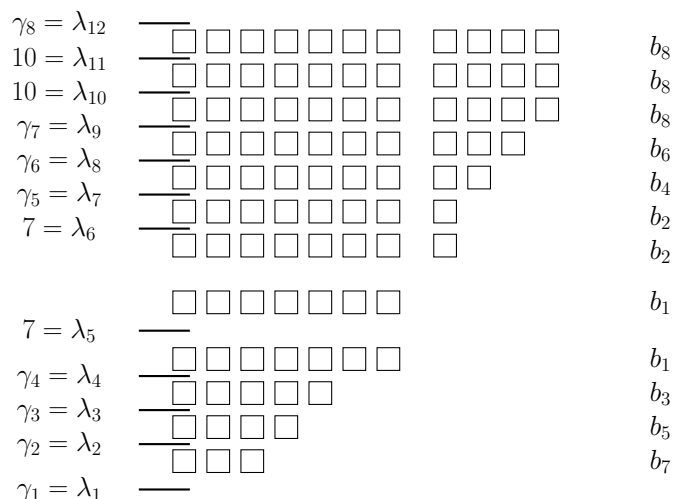 γ₈ = λ₁₂
b₈
10 = λ₁₁
b₈
10 = λ₁₀
b₈
γ₇ = λ₉
b₆
γ₆ = λ₈
b₄
γ₅ = λ₇
b₂
7 = λ₆
b₂
b₁
7 = λ₅
b₁
γ₄ = λ₄
b₃
γ₃ = λ₃
b₅
γ₂ = λ₂
b₇
γ₁ = λ₁